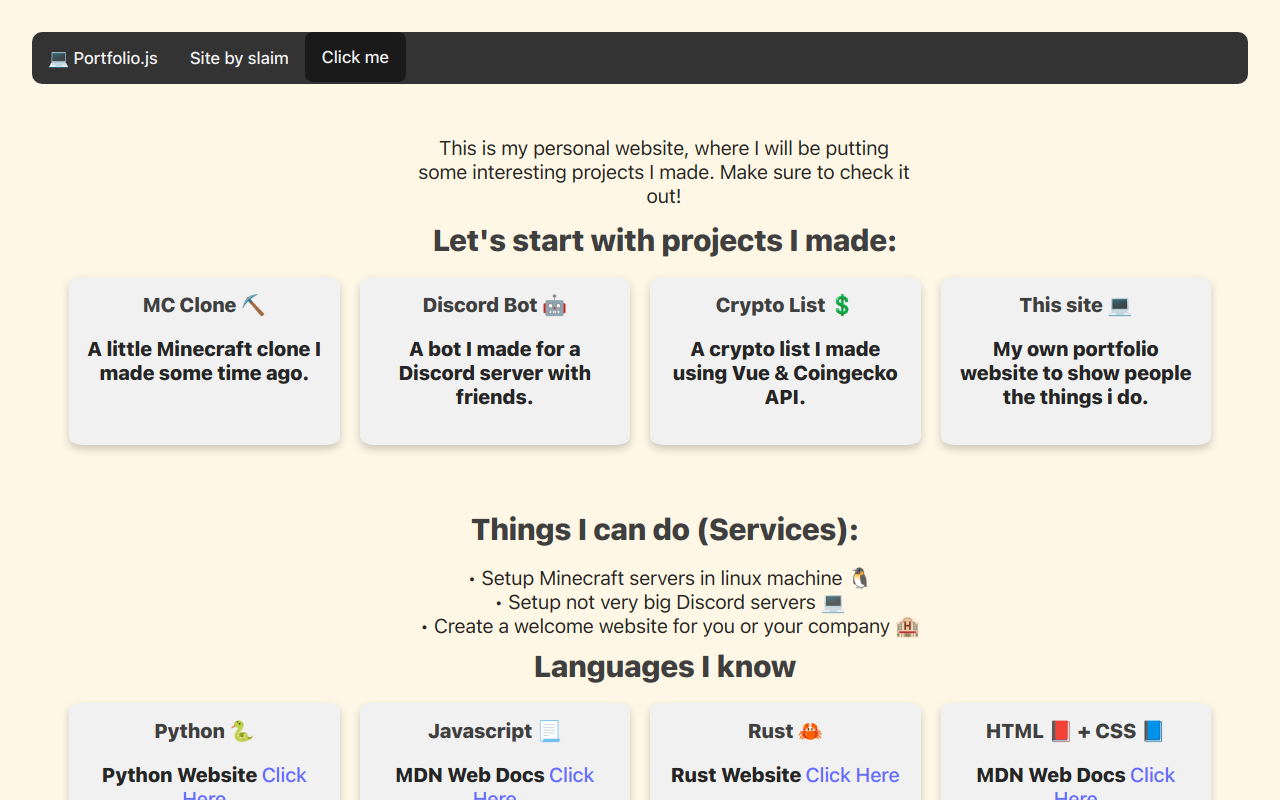 💻 Portfolio.js Site by slaim Click me
This is my personal website, where I will be putting
some interesting projects I made. Make sure to check it
out!
Let's start with projects I made:
MC Clone ⛏️
A little Minecraft clone I
made some time ago.
Discord Bot 🤖
A bot I made for a
Discord server with
friends.
Crypto List 💲
A crypto list I made
using Vue & Coingecko
API.
This site 💻
My own portfolio
website to show people
the things i do.
Things I can do (Services):
• Setup Minecraft servers in linux machine 🐧
• Setup not very big Discord servers 💻
• Create a welcome website for you or your company 🏨
Languages I know
Python 🐍
Python Website Click
Here
Javascript 📃
MDN Web Docs Click
Here
Rust 🦀
Rust Website Click Here
HTML 📕 + CSS 📘
MDN Web Docs Click
Here